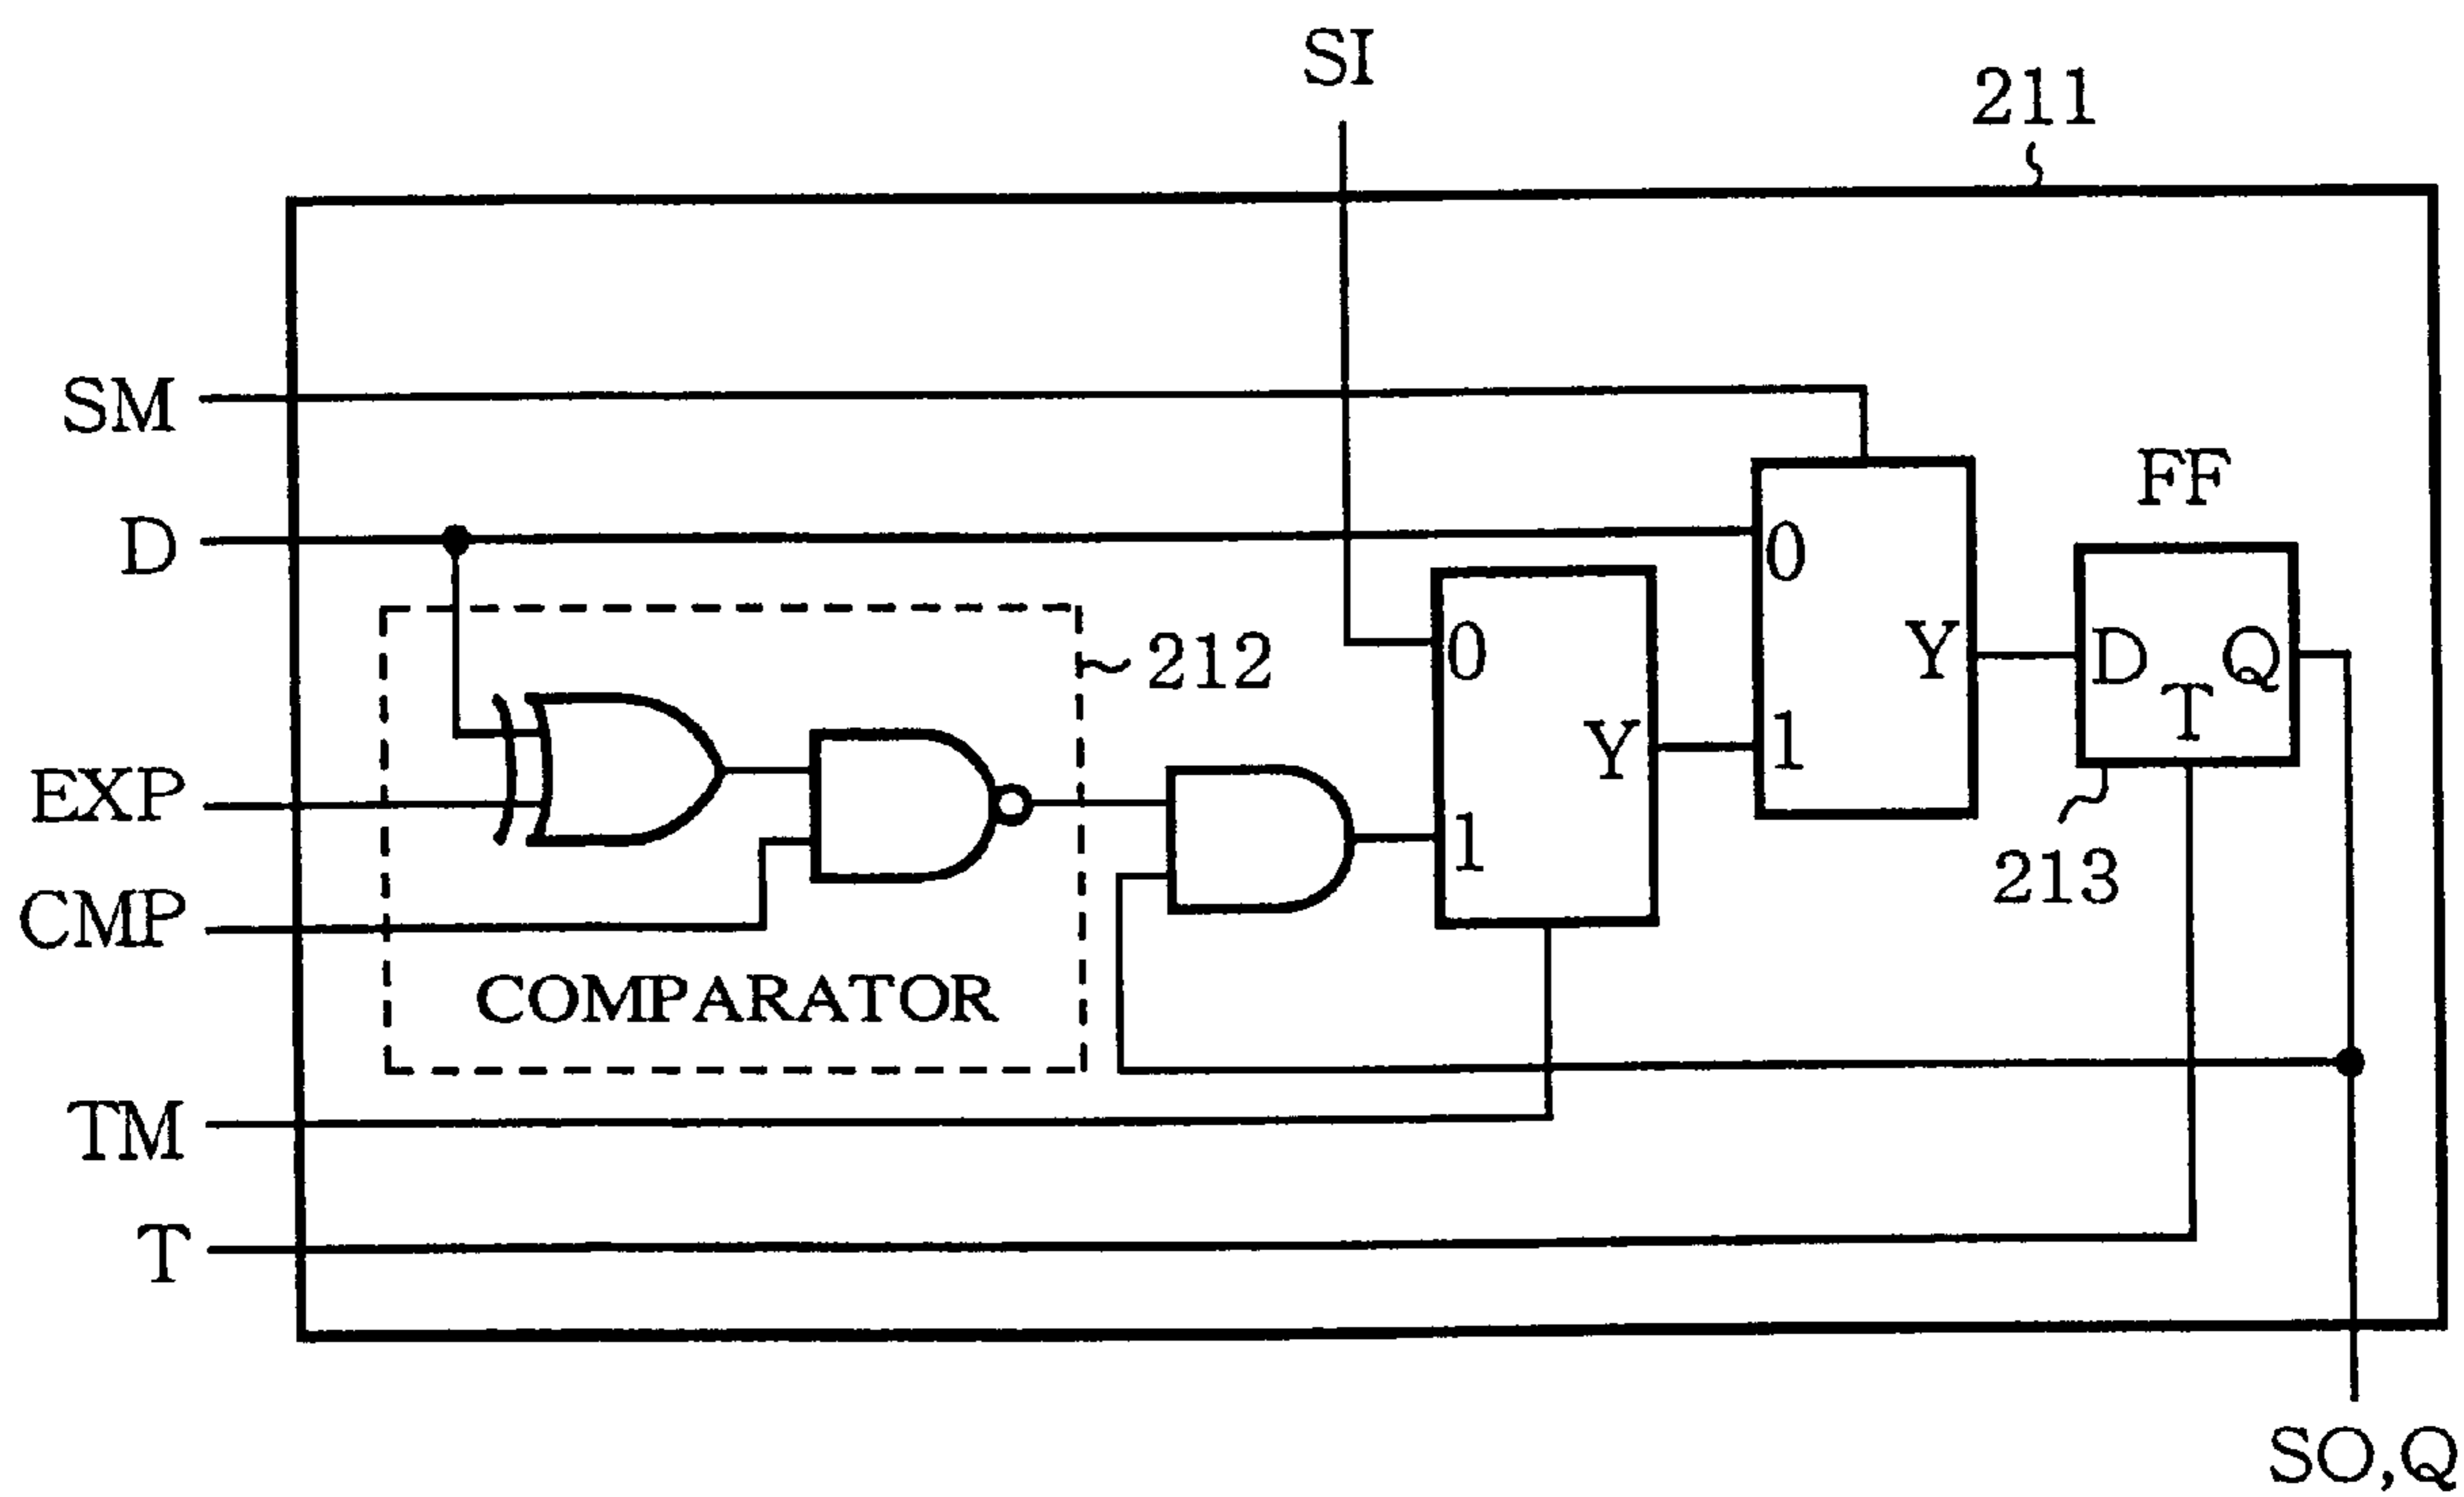 SI
211
SM
D
FF
0
Y
1
D
Q
T
213
0
Y
1
212
EXP
CMP
COMPARATOR
TM
T
SO,Q